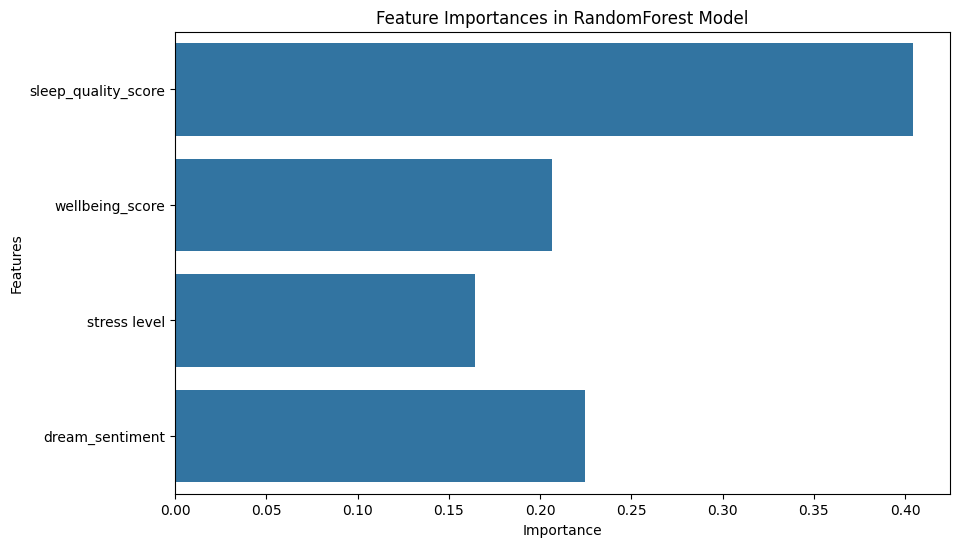 Feature Importances in RandomForest Model
sleep_quality_score
wellbeing_score
stress level
dream_sentiment
Features
0.00 0.05 0.10 0.15 0.20 0.25 0.30 0.35 0.40
Importance